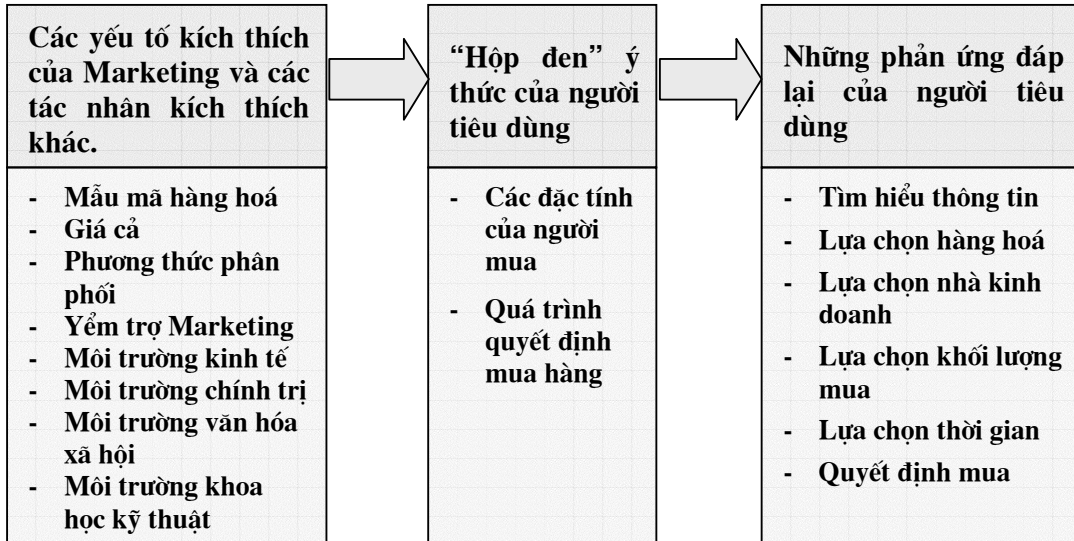 Các yếu tố kích thích
của Marketing và các
tác nhân kích thích
khác.
- Mẫu mã hàng hoá
- Giá cả
- Phương thức phân
phối
- Yểm trợ Marketing
- Môi trường kinh tế
- Môi trường chính trị
- Môi trường văn hóa
xã hội
- Môi trường khoa
học kỹ thuật
“Hộp đen” ý
thức của người
tiêu dùng
- Các đặc tính
của người
mua
- Quá trình
quyết định
mua hàng
Những phản ứng đáp
lại của người tiêu
dùng
- Tìm hiểu thông tin
- Lựa chọn hàng hoá
- Lựa chọn nhà kinh
doanh
- Lựa chọn khối lượng
mua
- Lựa chọn thời gian
- Quyết định mua